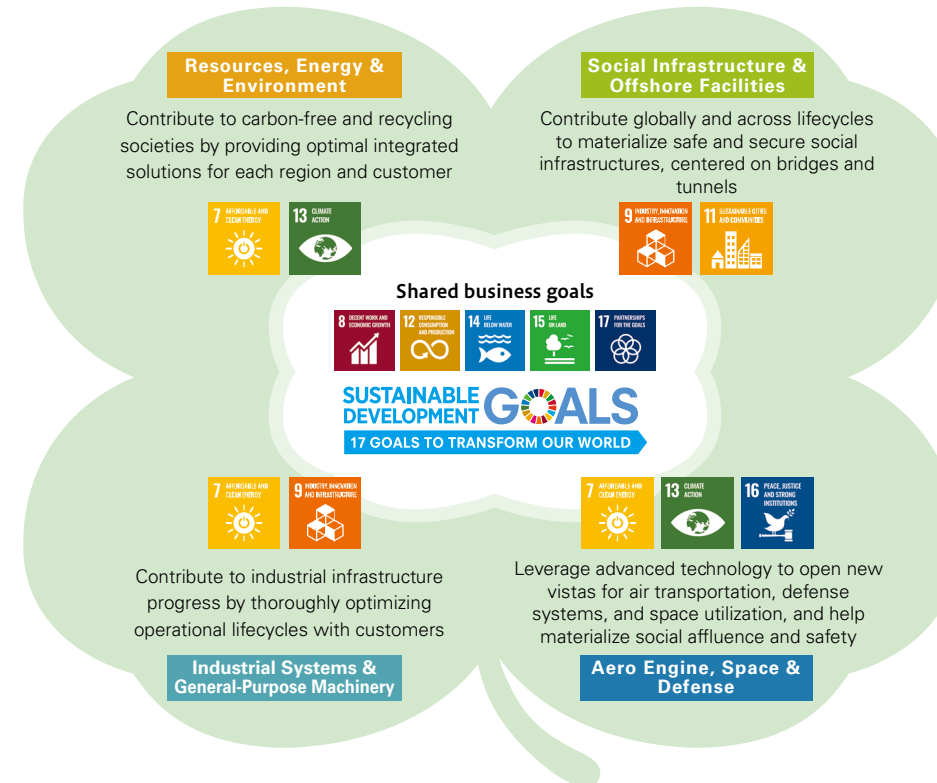 Resources, Energy &
Environment
Contribute to carbon-free and recycling
societies by providing optimal integrated
solutions for each region and customer
7 AFFORDABLE AND
CLEAN ENERGY
13 CLIMATE
ACTION
Social Infrastructure &
Offshore Facilities
Contribute globally and across lifecycles
to materialize safe and secure social
infrastructures, centered on bridges and
tunnels
9 INDUSTRY, INNOVATION
AND INFRASTRUCTURE
11 SUSTAINABLE CITIES
AND COMMUNITIES
Shared business goals
8 DECENT WORK AND
ECONOMIC GROWTH
12 RESPONSIBLE
CONSUMPTION
AND PRODUCTION
14 LIFE
BELOW WATER
15 LIFE
ON LAND
17 PARTNERSHIPS
FOR THE GOALS
SUSTAINABLE
DEVELOPMENT GOALS
17 GOALS TO TRANSFORM OUR WORLD
7 AFFORDABLE AND
CLEAN ENERGY
9 INDUSTRY, INNOVATION
AND INFRASTRUCTURE
Contribute to industrial infrastructure
progress by thoroughly optimizing
operational lifecycles with customers
Industrial Systems &
General-Purpose Machinery
7 AFFORDABLE AND
CLEAN ENERGY
13 CLIMATE
ACTION
16 PEACE, JUSTICE
AND STRONG
INSTITUTIONS
Leverage advanced technology to open new
vistas for air transportation, defense
systems, and space utilization, and help
materialize social affluence and safety
Aero Engine, Space &
Defense